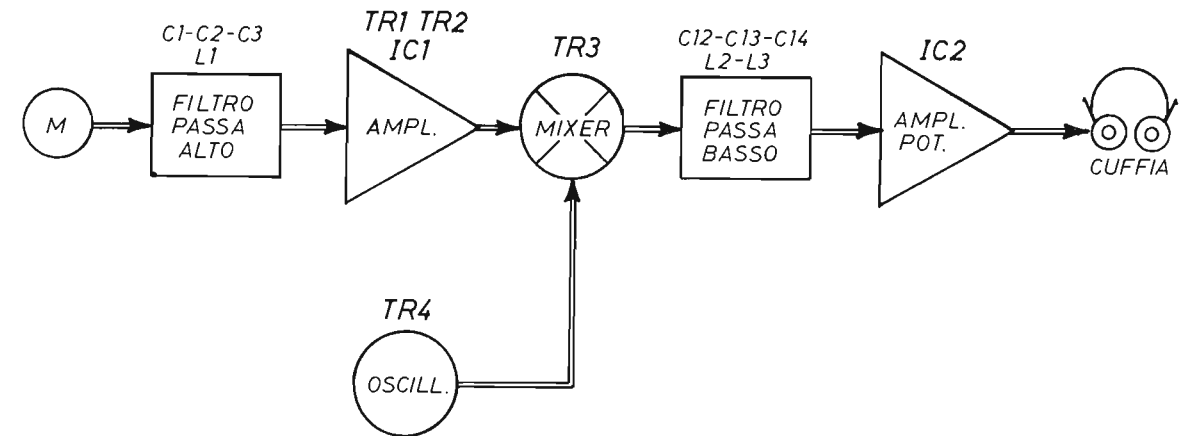 C1-C2-C3
L1
TR1 TR2
IC1
TR3
C12-C13-C14
L2-L3
IC2
M
FILTRO
PASSA
ALTO
AMPL.
MIXER
FILTRO
PASSA
BASSO
AMPL.
POT.
CUFFIA
TR4
OSCILL.